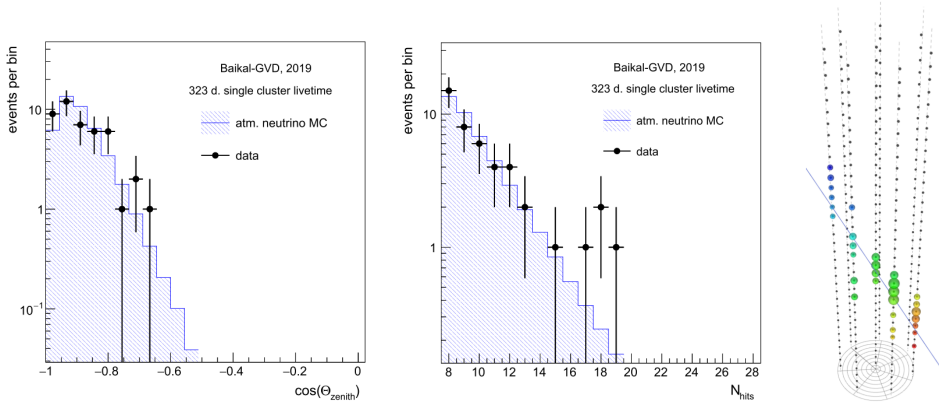 events per bin
Baikal-GVD, 2019
323 d. single cluster livetime
atm. neutrino MC
data
10
1
10⁻¹
−1 −0.8 −0.6 −0.4 −0.2 0
cos(Θzenith)
events per bin
Baikal-GVD, 2019
323 d. single cluster livetime
atm. neutrino MC
data
10
1
8 10 12 14 16 18 20 22 24 26 28
Nhits